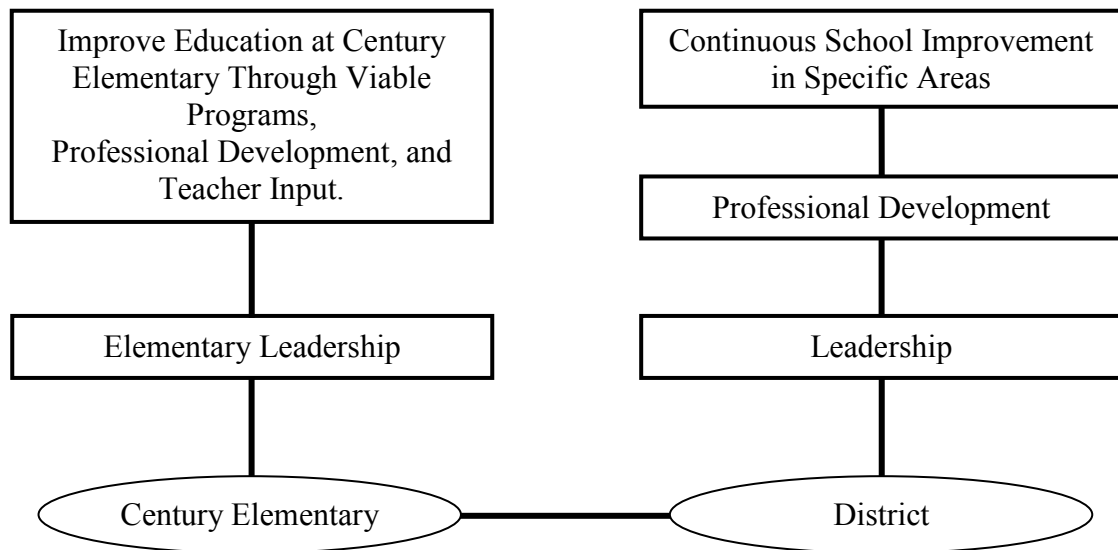 Improve Education at Century
Elementary Through Viable
Programs,
Professional Development, and
Teacher Input.
Continuous School Improvement
in Specific Areas
Professional Development
Elementary Leadership
Leadership
Century Elementary
District